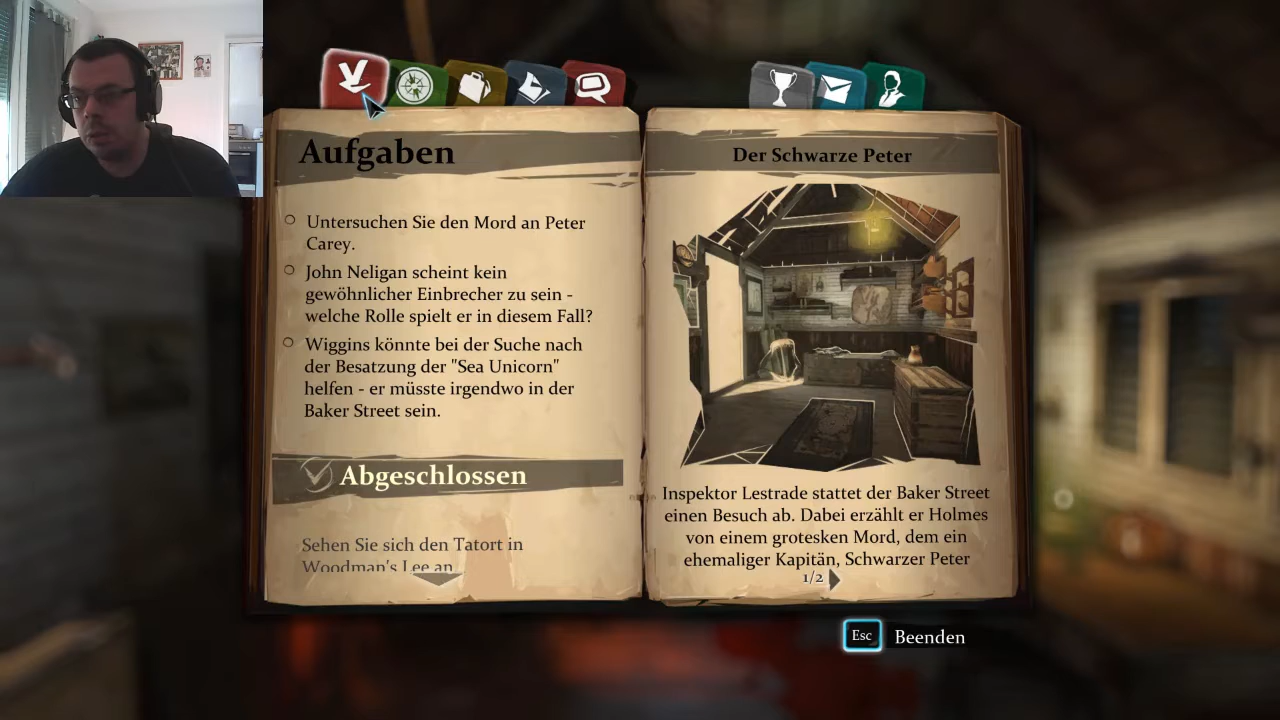 Aufgaben
Untersuchen Sie den Mord an Peter
Carey.
John Neligan scheint kein
gewöhnlicher Einbrecher zu sein -
welche Rolle spielt er in diesem Fall?
Wiggins könnte bei der Suche nach
der Besatzung der "Sea Unicorn"
helfen - er müsste irgendwo in der
Baker Street sein.
Abgeschlossen
Sehen Sie sich den Tatort in
Woodman's Lee an
Der Schwarze Peter
Inspektor Lestrade stattet der Baker Street
einen Besuch ab. Dabei erzählt er Holmes
von einem grotesken Mord, dem ein
ehemaliger Kapitän, Schwarzer Peter
1/2
Esc Beenden